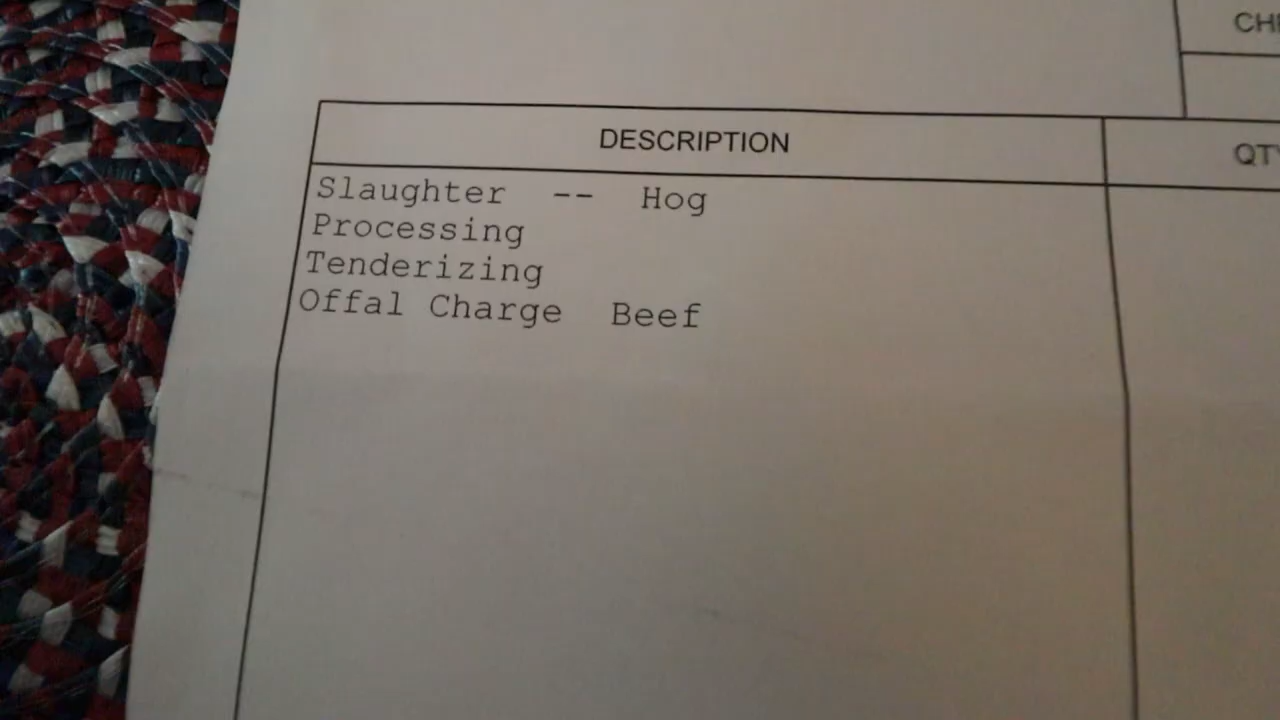 DESCRIPTION
Slaughter -- Hog
Processing
Tenderizing
Offal Charge Beef